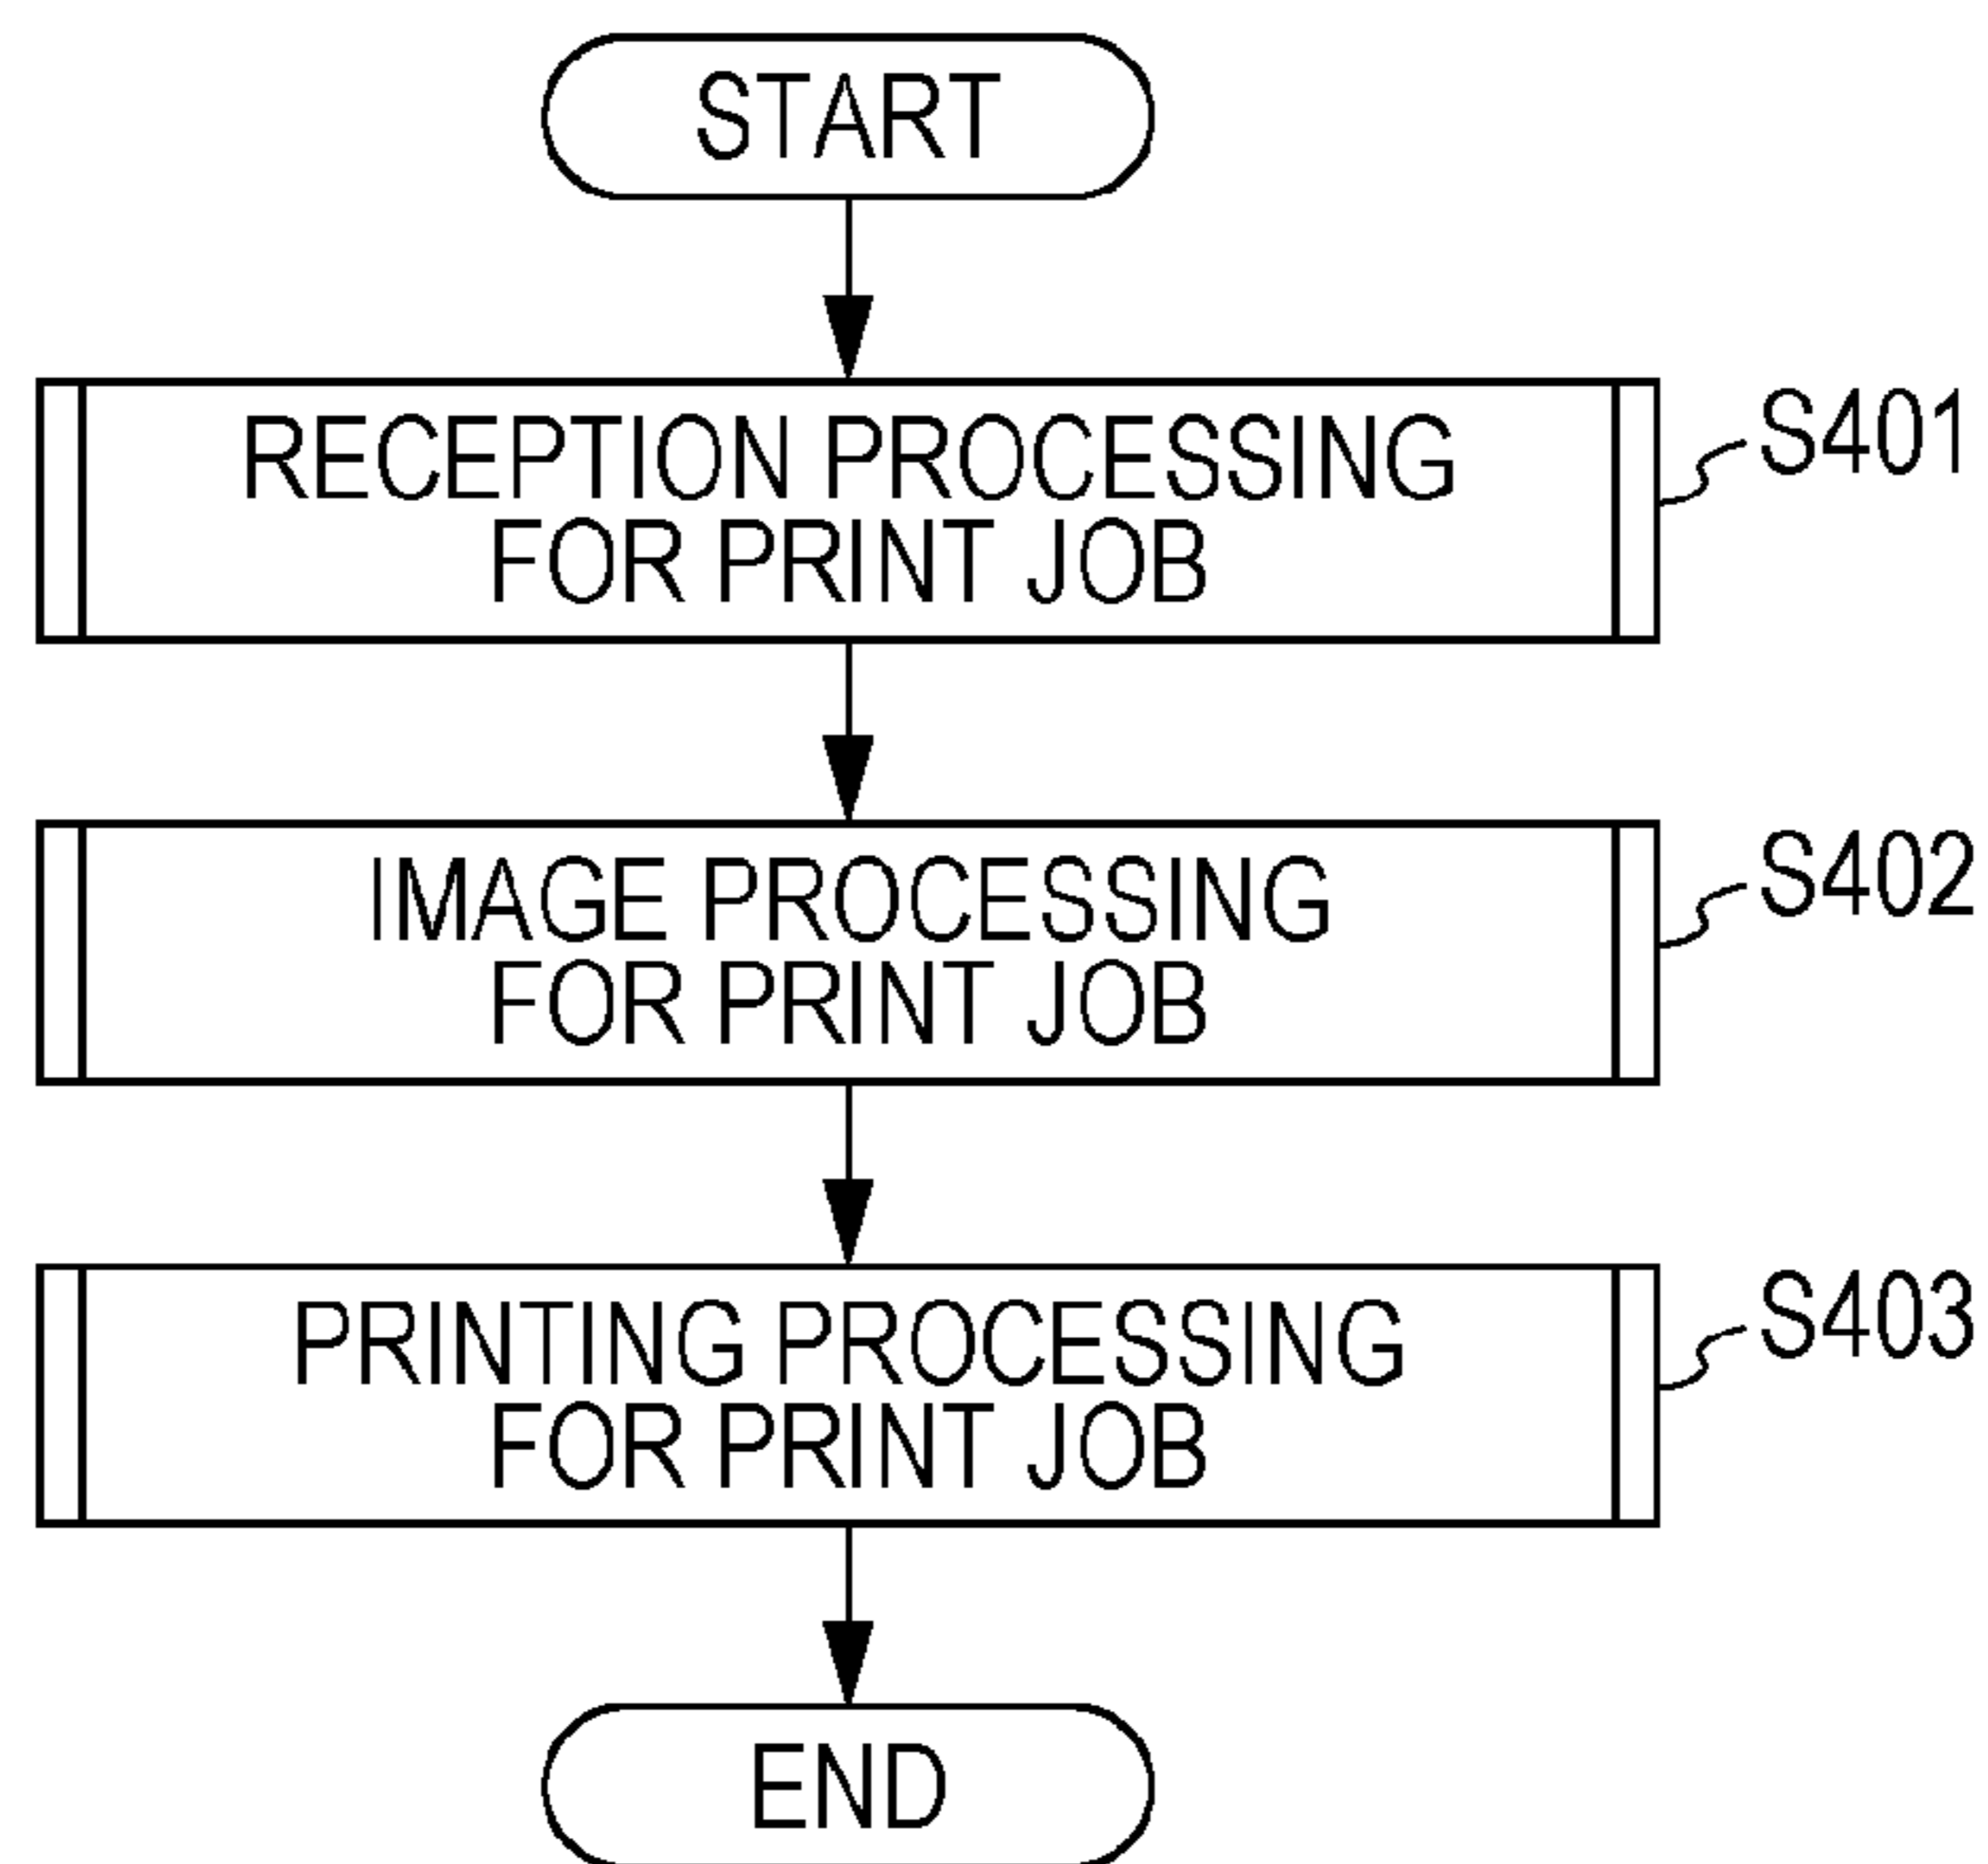 START
RECEPTION PROCESSING
FOR PRINT JOB
S401
IMAGE PROCESSING
FOR PRINT JOB
S402
PRINTING PROCESSING
FOR PRINT JOB
S403
END